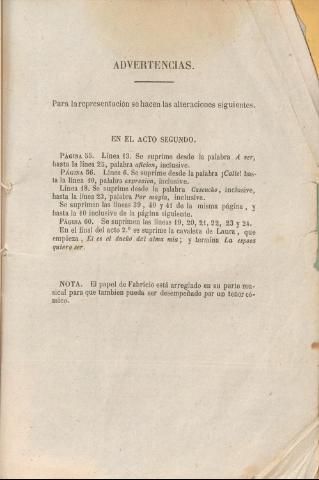 ADVERTENCIAS.
Para la representacion se hacen las alteraciones siguientes.
EN EL ACTO SEGUNDO.
PÁGINA 55. Línea 13. Se suprime desde la palabra A ser,
hasta la línea 25, palabra aficion, inclusive.
PÁGINA 56. Línea 6. Se suprime desde la palabra ¡Calle! has-
ta la línea 10, palabra expresion, inclusive.
Línea 18. Se suprime desde la palabra Cascucho, inclusive,
hasta la línea 23, palabra Por magia, inclusive.
Se suprimen las líneas 39, 40 y 41 de la misma página, y
hasta la 10 inclusive de la página siguiente.
PÁGINA 60. Se suprimen las líneas 19, 20, 21, 22, 23 y 24.
En el final del acto 2.º se suprime la cavaleta de Laura, que
empieza, El es el dueño del alma mia; y termina La esposa
quiero ser.
NOTA. El papel de Fabricio está arreglado en su parte mu-
sical para que tambien pueda ser desempeñado por un tenor có-
mico.